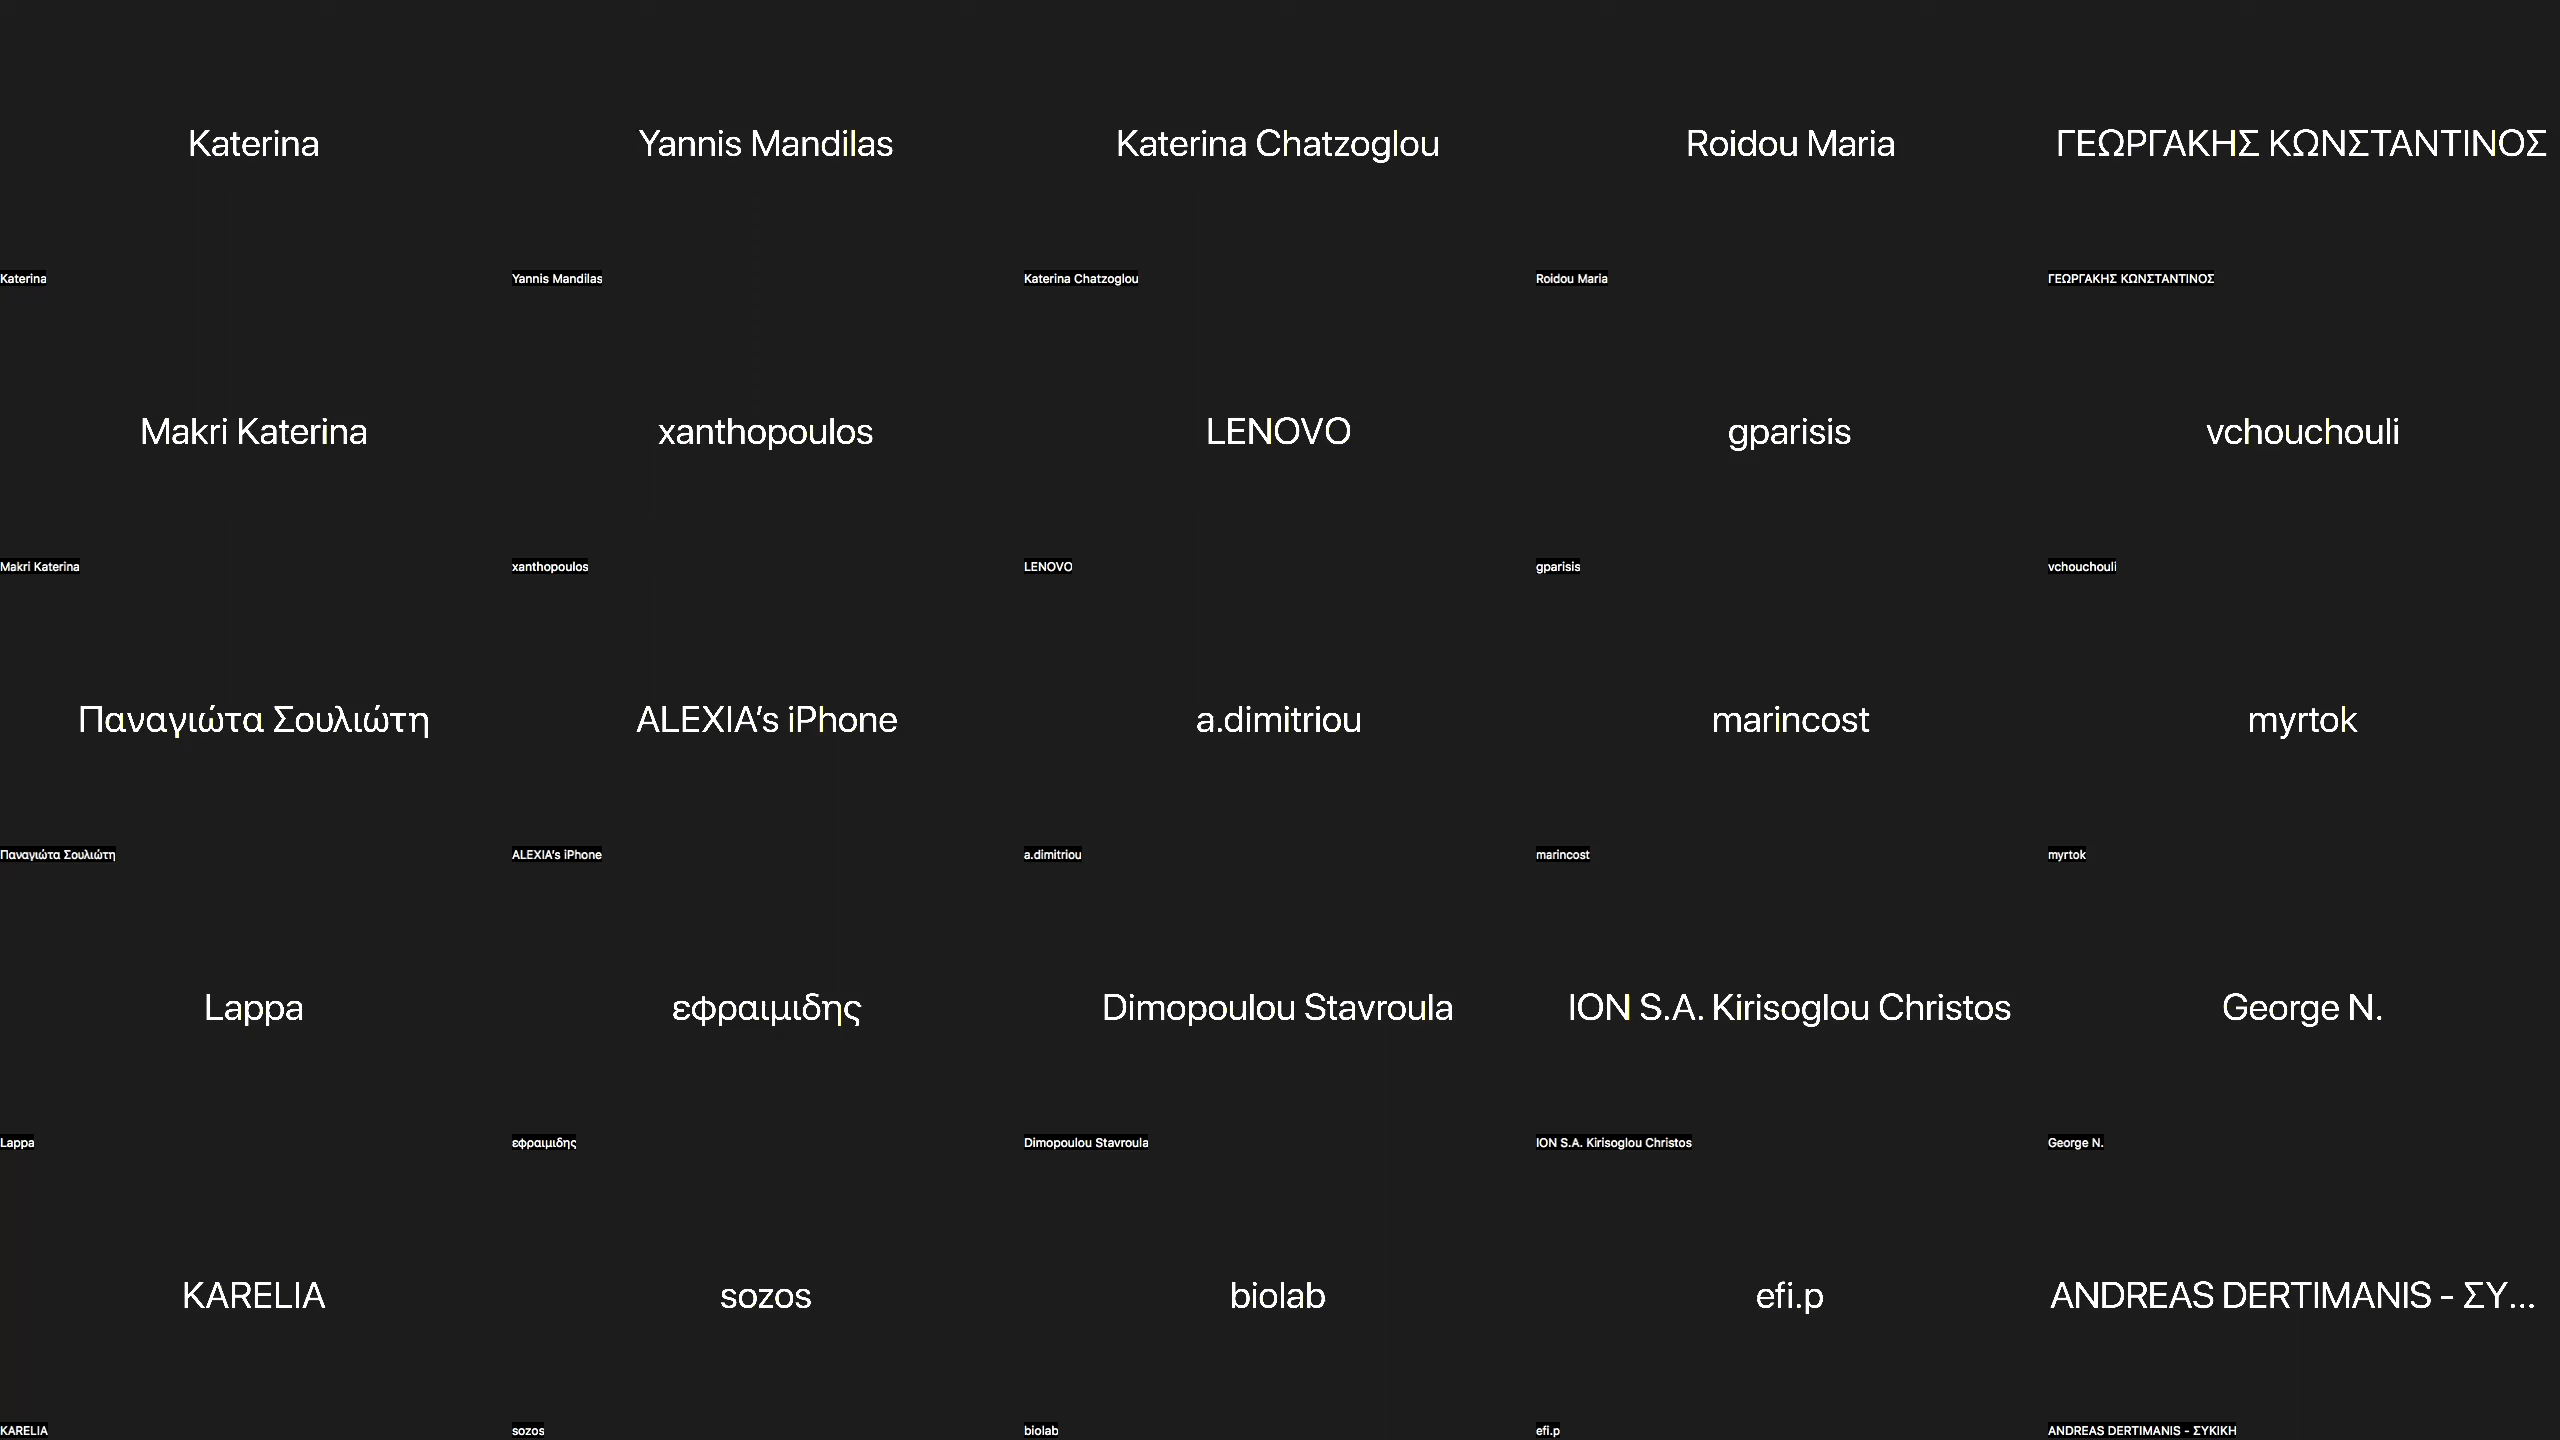 Katerina
Yannis Mandilas
Katerina Chatzoglou
Roidou Maria
ΓΕΩΡΓΑΚΗΣ ΚΩΝΣΤΑΝΤΙΝΟΣ
Katerina
Yannis Mandilas
Katerina Chatzoglou
Roidou Maria
ΓΕΩΡΓΑΚΗΣ ΚΩΝΣΤΑΝΤΙΝΟΣ
Makri Katerina
xanthopoulos
LENOVO
gparisis
vchouchouli
Makri Katerina
xanthopoulos
LENOVO
gparisis
vchouchouli
Παναγιώτα Σουλιώτη
ALEXIA's iPhone
a.dimitriou
marincost
myrtok
Παναγιώτα Σουλιώτη
ALEXIA's iPhone
a.dimitriou
marincost
myrtok
Lappa
εφραιμιδης
Dimopoulou Stavroula
ION S.A. Kirisoglou Christos
George N.
Lappa
εφραιμιδης
Dimopoulou Stavroula
ION S.A. Kirisoglou Christos
George N.
KARELIA
sozos
biolab
efi.p
ANDREAS DERTIMANIS - ΣΥ...
KARELIA
sozos
biolab
efi.p
ANDREAS DERTIMANIS - ΣΥΚΙΚΗ